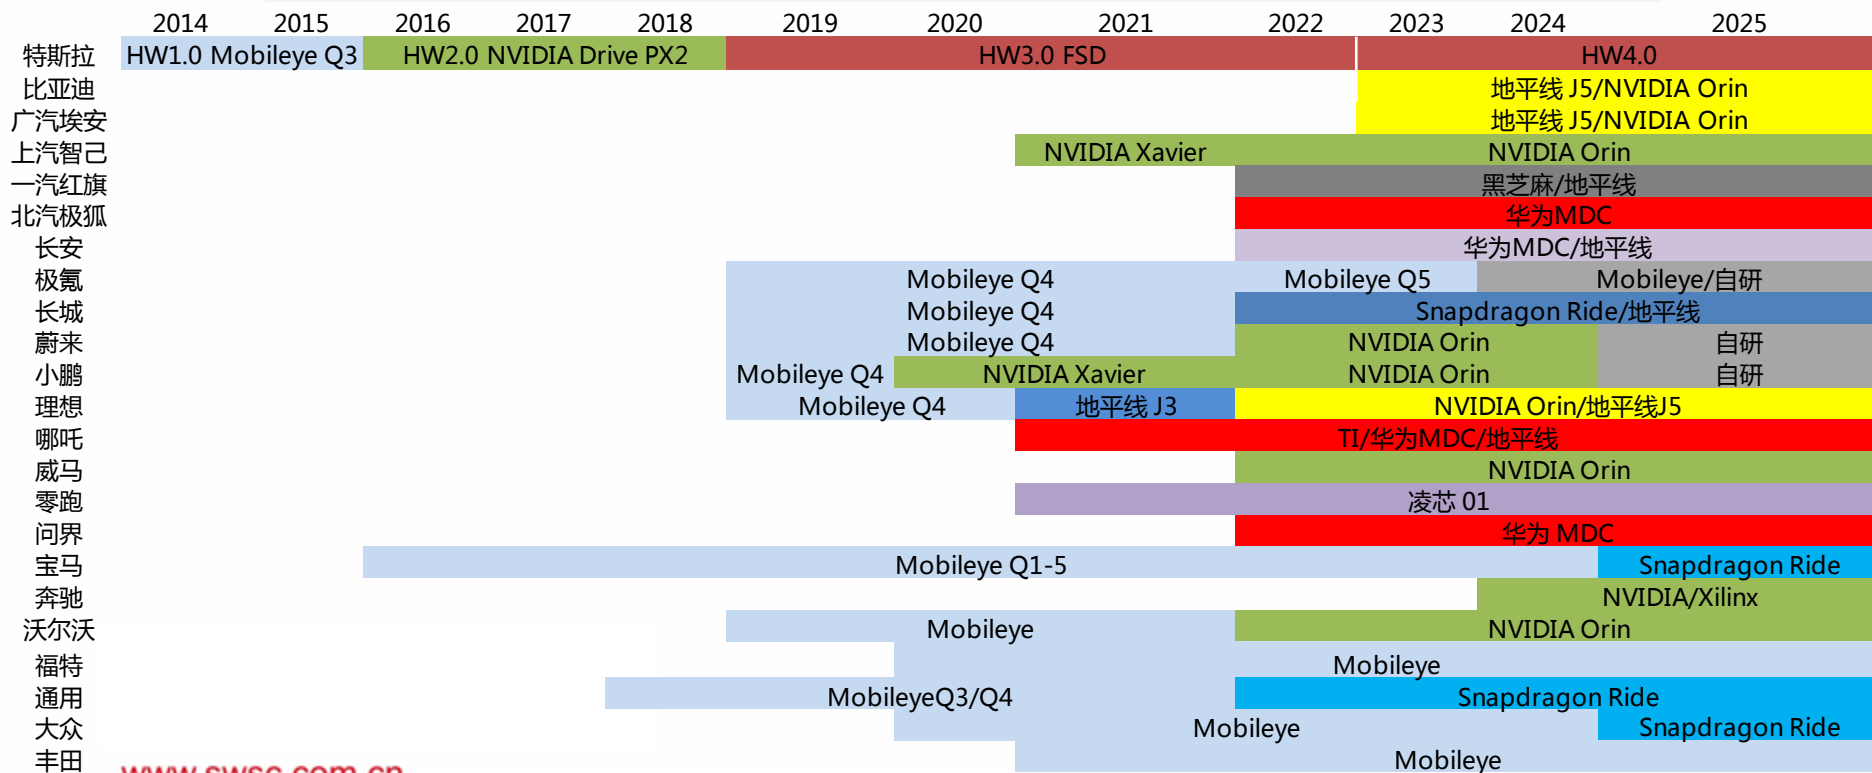 2014 2015 2016 2017 2018 2019 2020 2021 2022 2023 2024 2025
特斯拉 HW1.0 Mobileye Q3 HW2.0 NVIDIA Drive PX2 HW3.0 FSD HW4.0
比亚迪 地平线 J5/NVIDIA Orin
广汽埃安 地平线 J5/NVIDIA Orin
上汽智己 NVIDIA Xavier NVIDIA Orin
一汽红旗 黑芝麻/地平线
北汽极狐 华为MDC
长安 华为MDC/地平线
极氪 Mobileye Q4 Mobileye Q5 Mobileye/自研
长城 Mobileye Q4 Snapdragon Ride/地平线
蔚来 Mobileye Q4 NVIDIA Orin 自研
小鹏 Mobileye Q4 NVIDIA Xavier NVIDIA Orin 自研
理想 Mobileye Q4 地平线 J3 NVIDIA Orin/地平线J5
哪吒 TI/华为MDC/地平线
威马 NVIDIA Orin
零跑 凌芯 01
问界 华为 MDC
宝马 Mobileye Q1-5 Snapdragon Ride
奔驰 NVIDIA/Xilinx
沃尔沃 Mobileye NVIDIA Orin
福特 Mobileye
通用 MobileyeQ3/Q4 Snapdragon Ride
大众 Mobileye Snapdragon Ride
丰田 Mobileye
www.swsc.com.cn